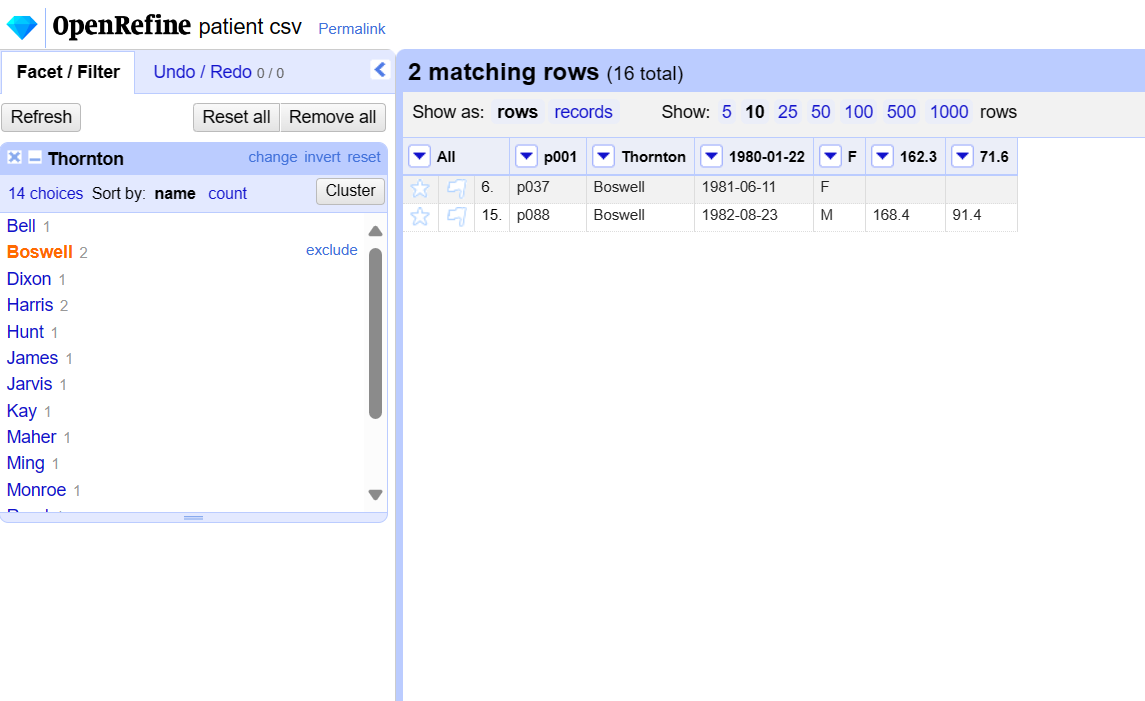 OpenRefine patient csv Permalink
Facet / Filter Undo / Redo 0 / 0
Refresh Reset all Remove all
Thornton change invert reset
14 choices Sort by: name count Cluster
Bell 1
Boswell 2 exclude
Dixon 1
Harris 2
Hunt 1
James 1
Jarvis 1
Kay 1
Maher 1
Ming 1
Monroe 1
2 matching rows (16 total)
Show as: rows records Show: 5 10 25 50 100 500 1000 rows
All p001 Thornton 1980-01-22 F 162.3 71.6
6. p037 Boswell 1981-06-11 F
15. p088 Boswell 1982-08-23 M 168.4 91.4